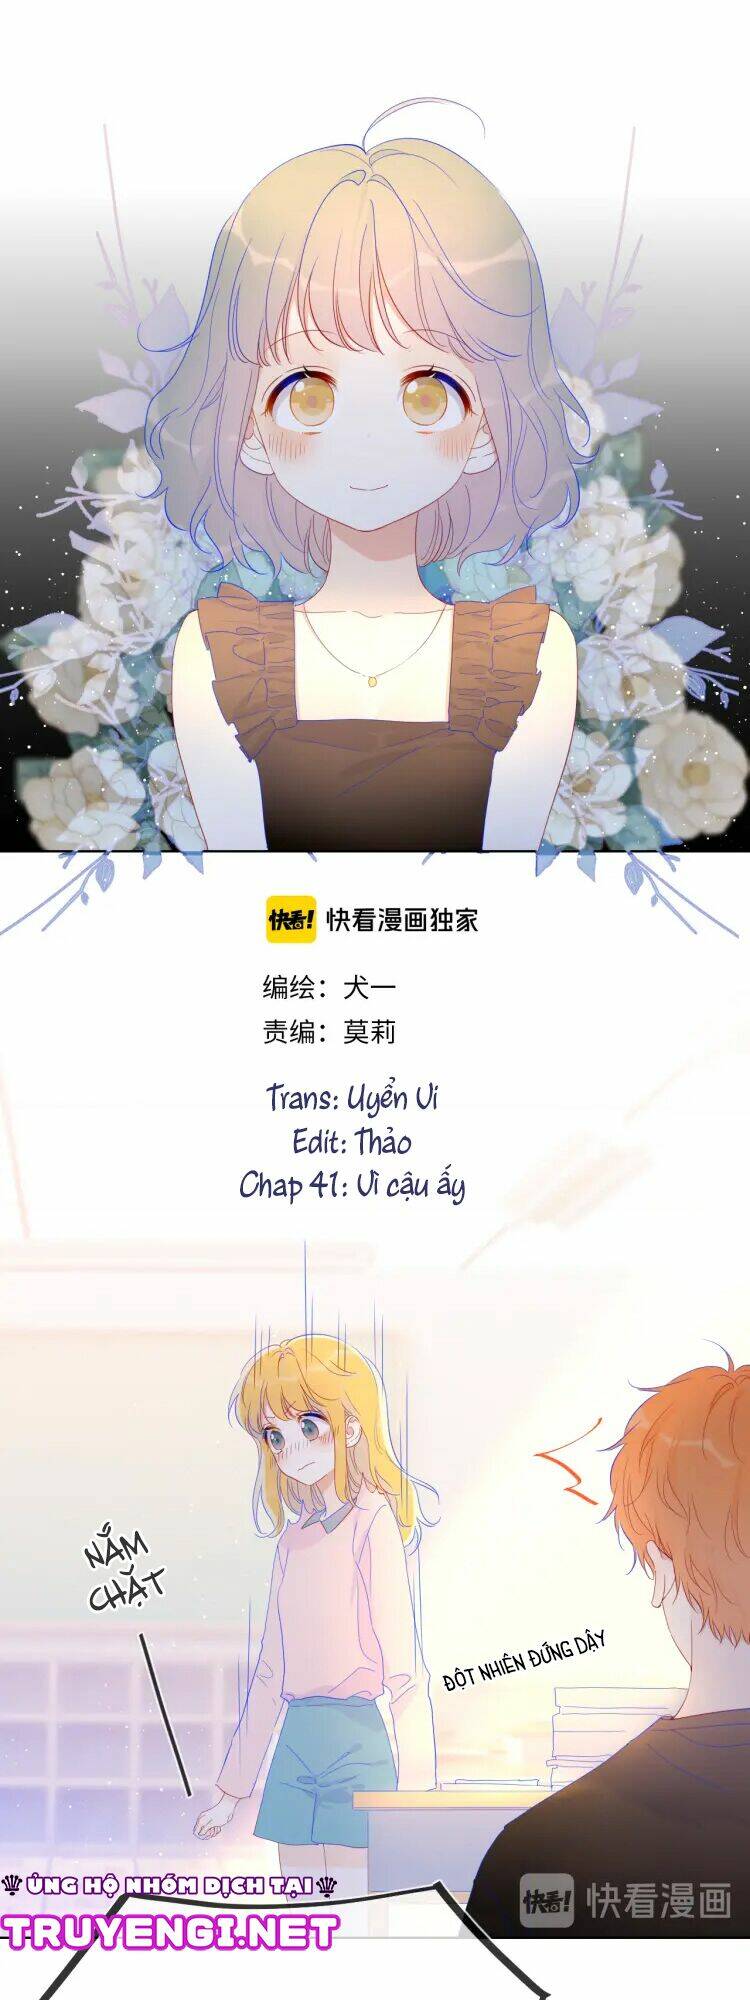 快看! 快看漫画独家
编绘：犬一
责编：莫莉
Trans: Uyển Vi
Edit: Thảo
Chap 41: Vì cậu ấy
NẮM
CHẶT
ĐỘT NHIÊN ĐỨNG DẬY
快看! 快看漫画
ỦNG HỘ NHÓM DỊCH TẠI
TRUYENGI.NET